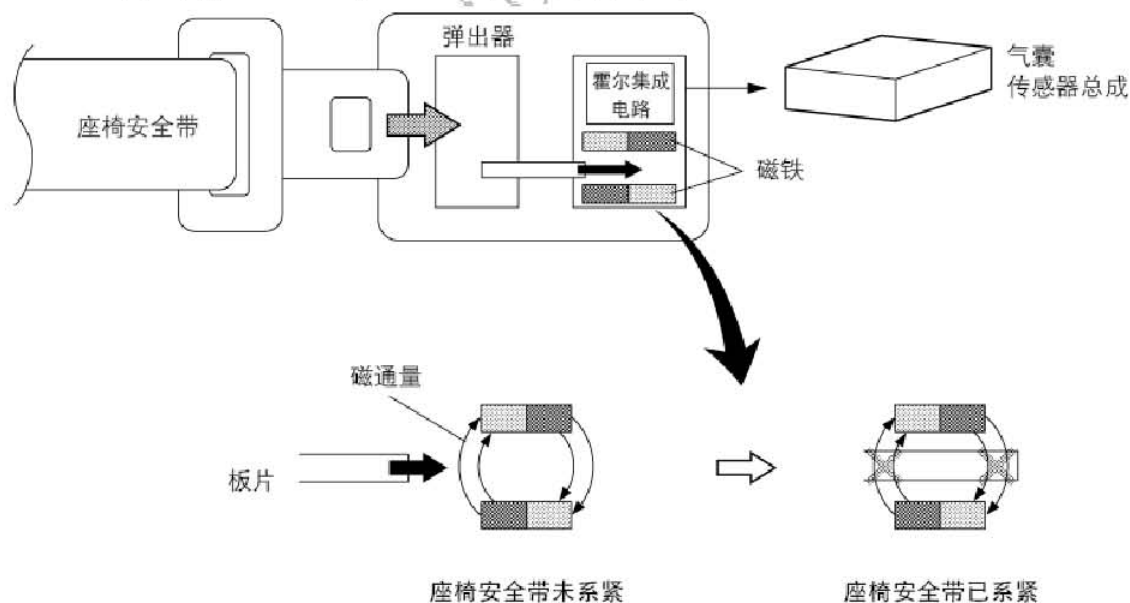 弹出器
霍尔集成
电路
气囊
传感器总成
座椅安全带
磁铁
磁通量
板片
座椅安全带未系紧
座椅安全带已系紧